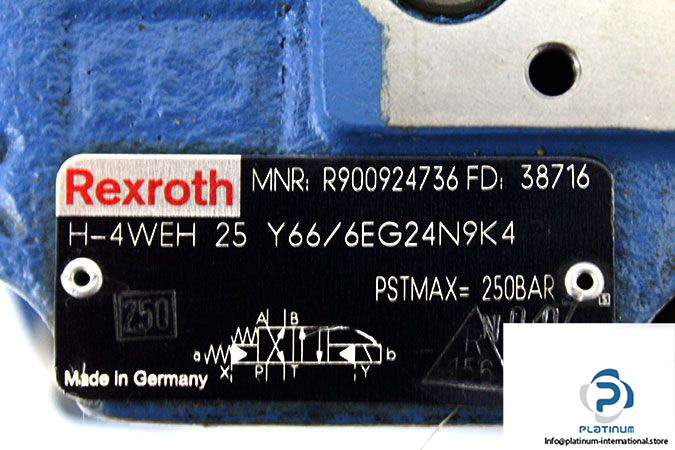 Rexroth MNR: R900924736 FD: 38716
H-4WEH 25 Y66/6EG24N9K4
PSTMAX= 250BAR
250
A B
a b
X P T Y
Made in Germany
PLATINUM
Info@platinum-international.store